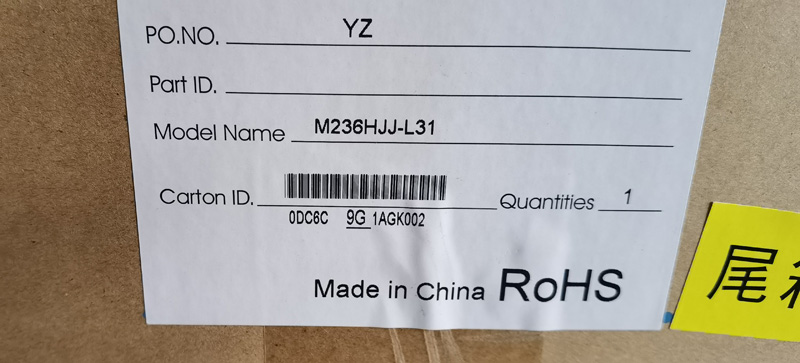 PO.NO. YZ
Part ID.
Model Name M236HJJ-L31
Carton ID. Quantities 1
0DC6C 9G 1AGK002
Made in China RoHS
尾箱